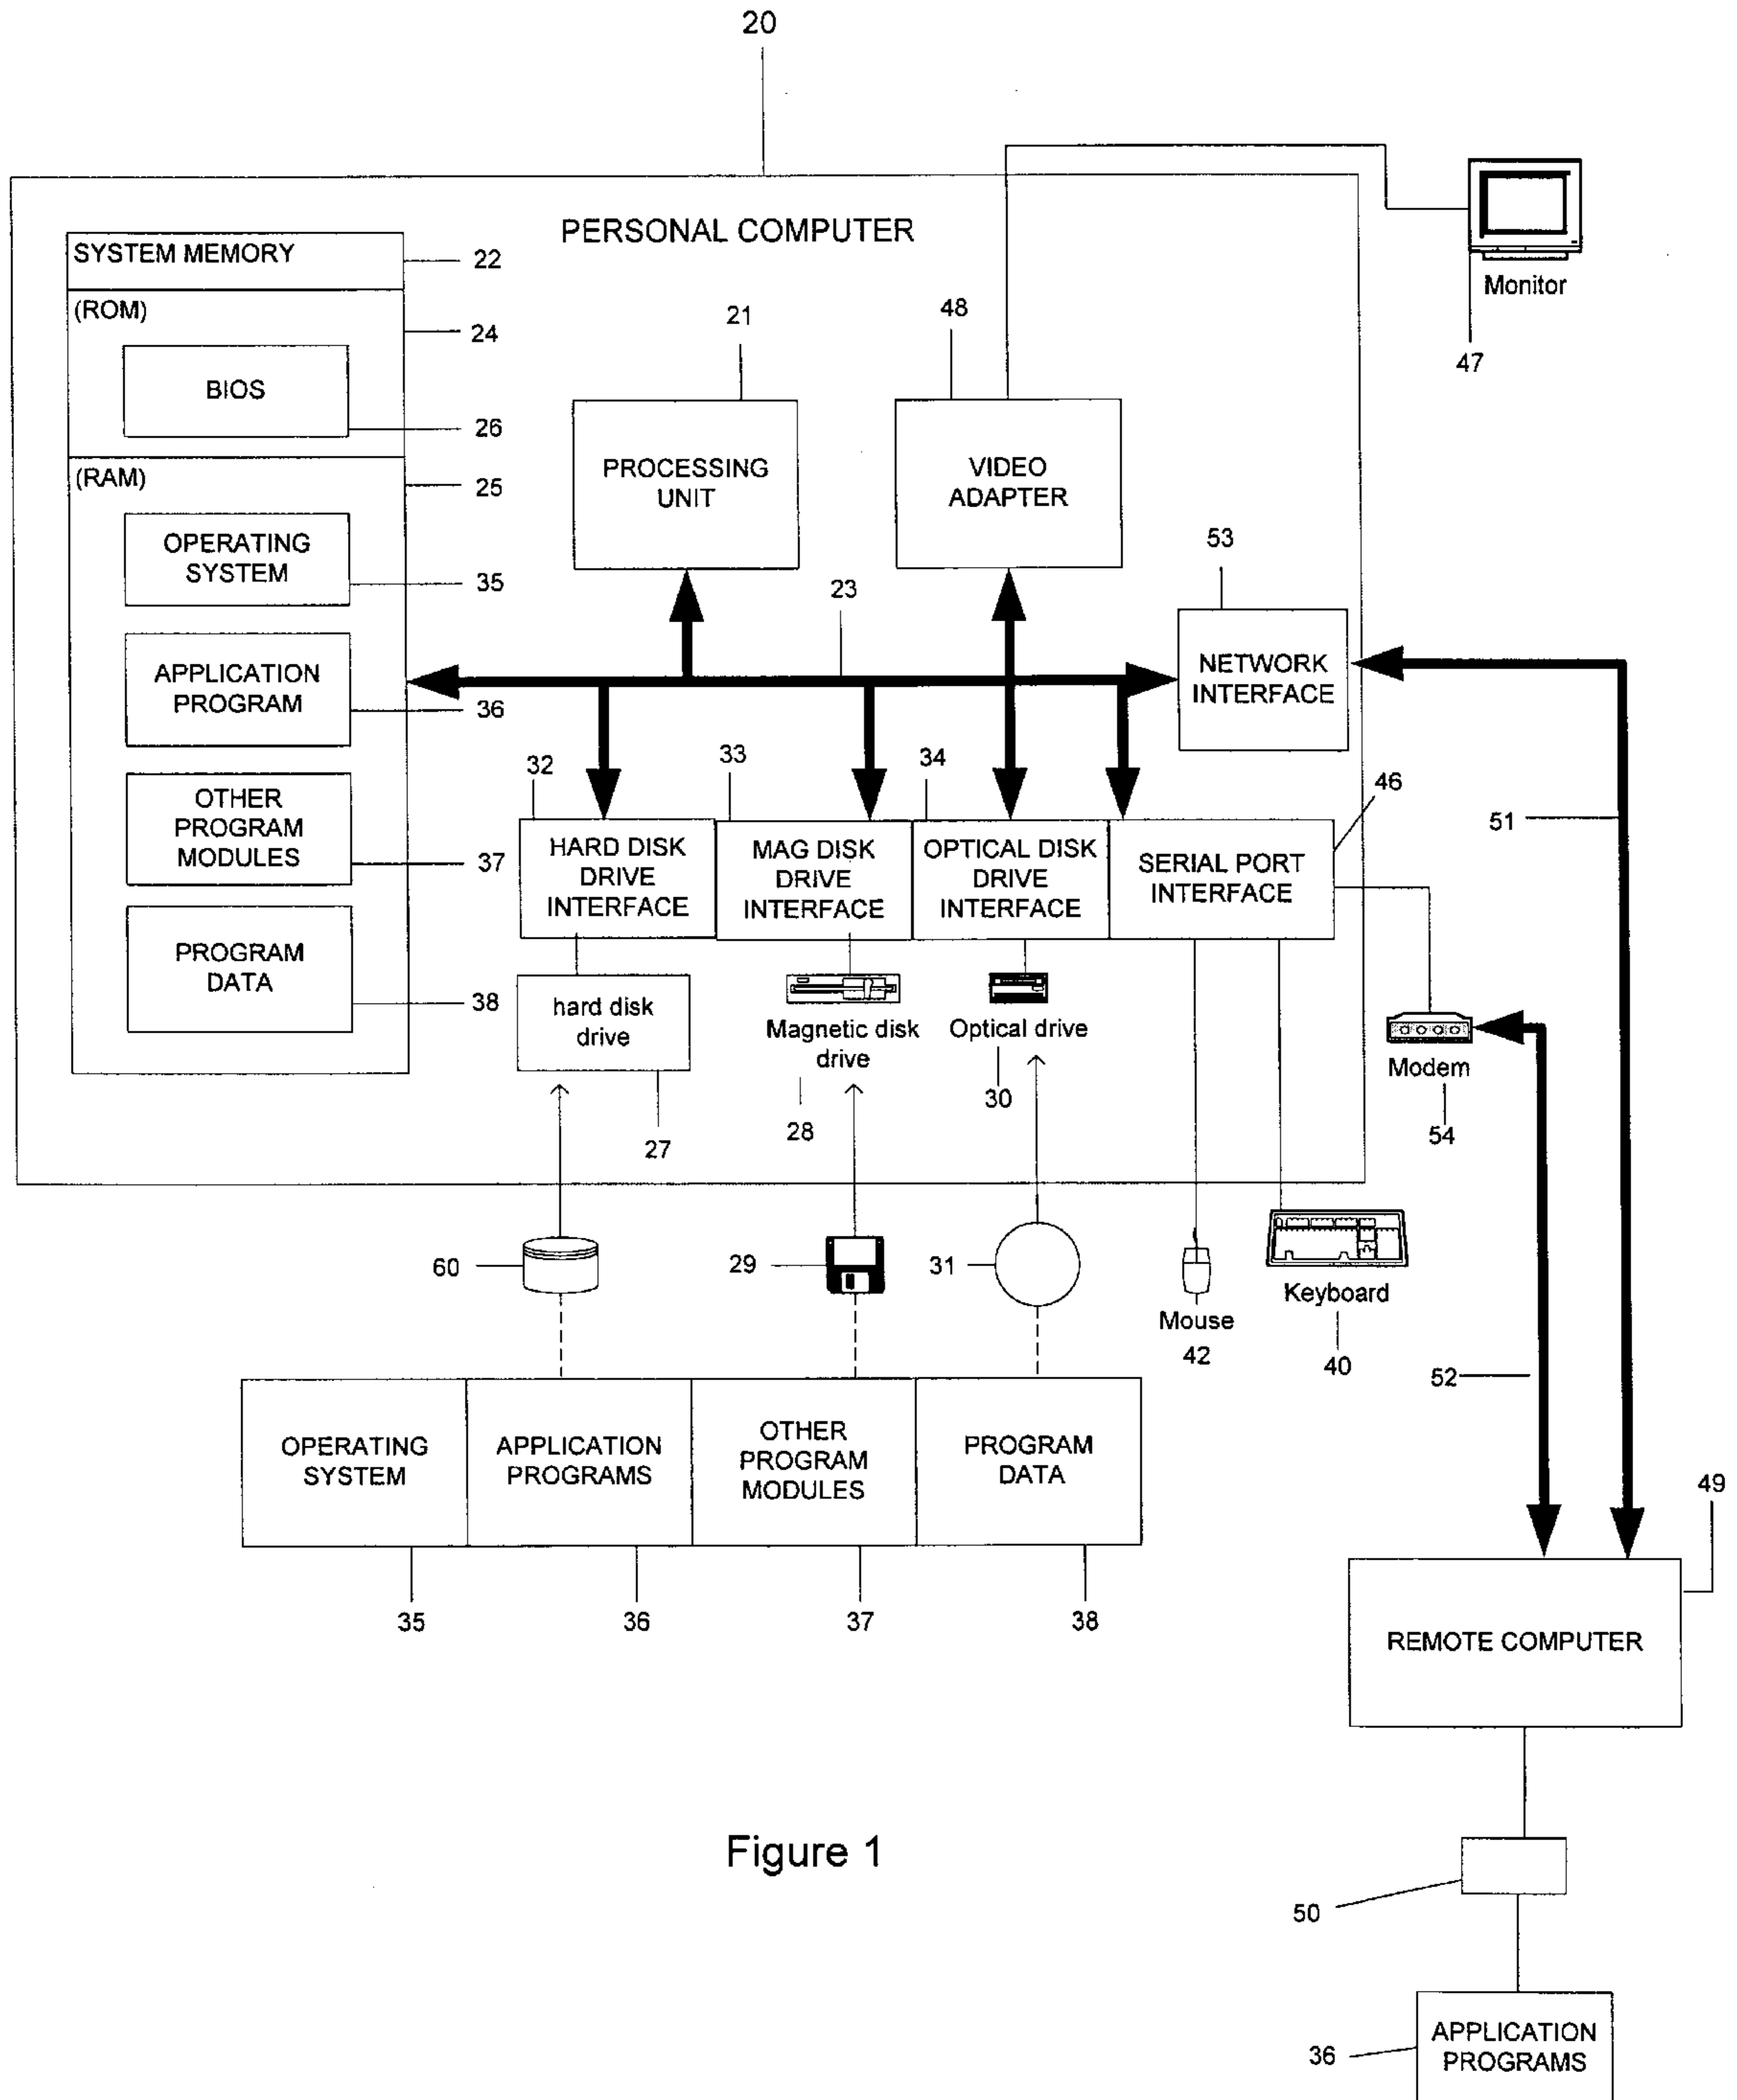 20
PERSONAL COMPUTER
SYSTEM MEMORY
22
(ROM)
24
BIOS
26
(RAM)
25
OPERATING
SYSTEM
35
APPLICATION
PROGRAM
36
OTHER
PROGRAM
MODULES
37
PROGRAM
DATA
38
21
PROCESSING
UNIT
48
VIDEO
ADAPTER
Monitor
47
23
53
NETWORK
INTERFACE
32
HARD DISK
DRIVE
INTERFACE
33
MAG DISK
DRIVE
INTERFACE
34
OPTICAL DISK
DRIVE
INTERFACE
46
SERIAL PORT
INTERFACE
51
hard disk
drive
27
Magnetic disk
drive
28
Optical drive
30
Modem
54
60
29
31
Mouse
42
Keyboard
40
52
OPERATING
SYSTEM
APPLICATION
PROGRAMS
OTHER
PROGRAM
MODULES
PROGRAM
DATA
35
36
37
38
49
REMOTE COMPUTER
Figure 1
50
36
APPLICATION
PROGRAMS